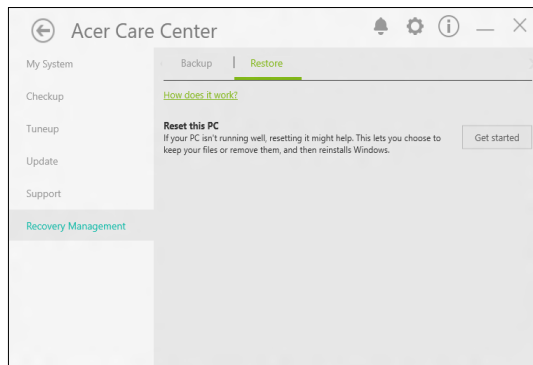 Acer Care Center
My System
Checkup
Tuneup
Update
Support
Recovery Management
Backup
Restore
How does it work?
Reset this PC
If your PC isn't running well, resetting it might help. This lets you choose to
keep your files or remove them, and then reinstalls Windows.
Get started